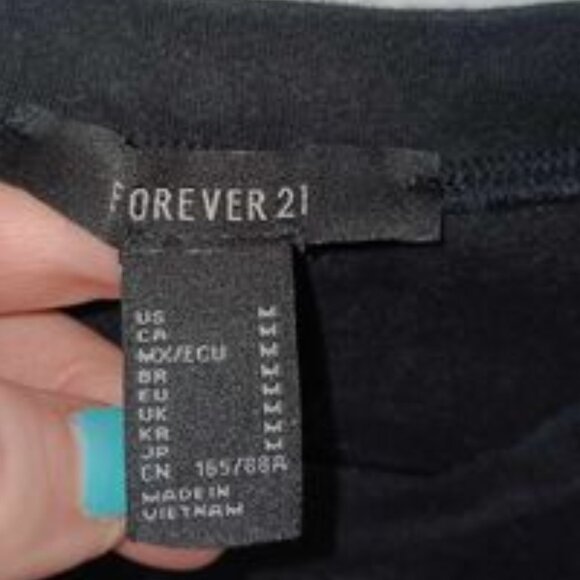 FOREVER 21
US M
CA M
MX/ECU M
BR M
EU M
UK M
KR M
JP M
CN 165/88A
MADE IN
VIETNAM